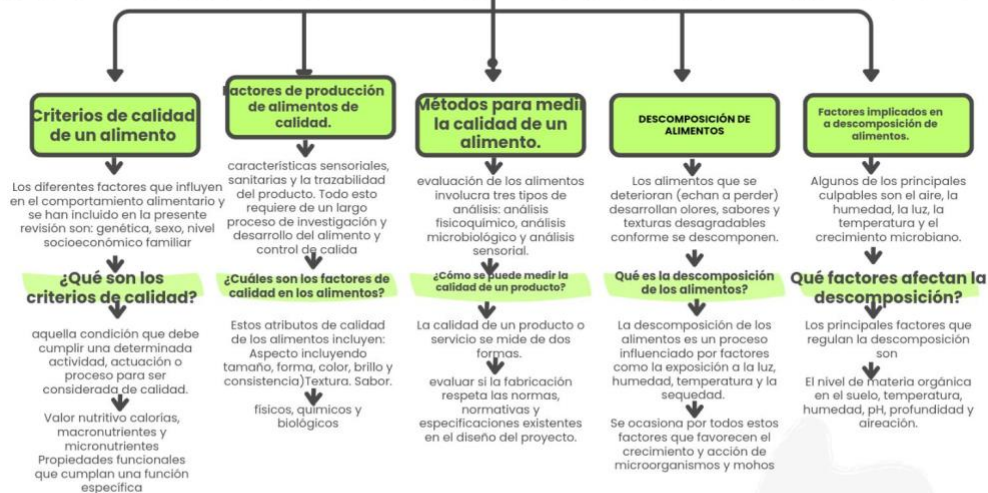 Criterios de calidad
de un alimento
Los diferentes factores que influyen
en el comportamiento alimentario y
se han incluido en la presente
revisión son: genética, sexo, nivel
socioeconómico familiar
¿Qué son los
criterios de calidad?
aquella condición que debe
cumplir una determinada
actividad, actuación o
proceso para ser
considerada de calidad.
Valor nutritivo calorías,
macronutrientes y
micronutrientes
Propiedades funcionales
que cumplan una función
específica
Factores de producción
de alimentos de
calidad.
características sensoriales,
sanitarias y la trazabilidad
del producto. Todo esto
requiere de un largo
proceso de investigación y
desarrollo del alimento y
control de calida
¿Cuáles son los factores de
calidad en los alimentos?
Estos atributos de calidad
de los alimentos incluyen:
Aspecto incluyendo
tamaño, forma, color, brillo y
consistencia)Textura. Sabor.
físicos, químicos y
biológicos
Métodos para medir
la calidad de un
alimento.
evaluación de los alimentos
involucra tres tipos de
análisis: análisis
fisicoquímico, análisis
microbiológico y análisis
sensorial.
¿Cómo se puede medir la
calidad de un producto?
La calidad de un producto o
servicio se mide de dos
formas.
evaluar si la fabricación
respeta las normas,
normativas y
especificaciones existentes
en el diseño del proyecto.
DESCOMPOSICIÓN DE
ALIMENTOS
Los alimentos que se
deterioran (echan a perder)
desarrollan olores, sabores y
texturas desagradables
conforme se descomponen.
Qué es la descomposición
de los alimentos?
La descomposición de los
alimentos es un proceso
influenciado por factores
como la exposición a la luz,
humedad, temperatura y la
sequedad.
Se ocasiona por todos estos
factores que favorecen el
crecimiento y acción de
microorganismos y mohos
Factores implicados en
a descomposición de
alimentos.
Algunos de los principales
culpables son el aire, la
humedad, la luz, la
temperatura y el
crecimiento microbiano.
Qué factores afectan la
descomposición?
Los principales factores que
regulan la descomposición
son
El nivel de materia orgánica
en el suelo, temperatura,
humedad, pH, profundidad y
aireación.